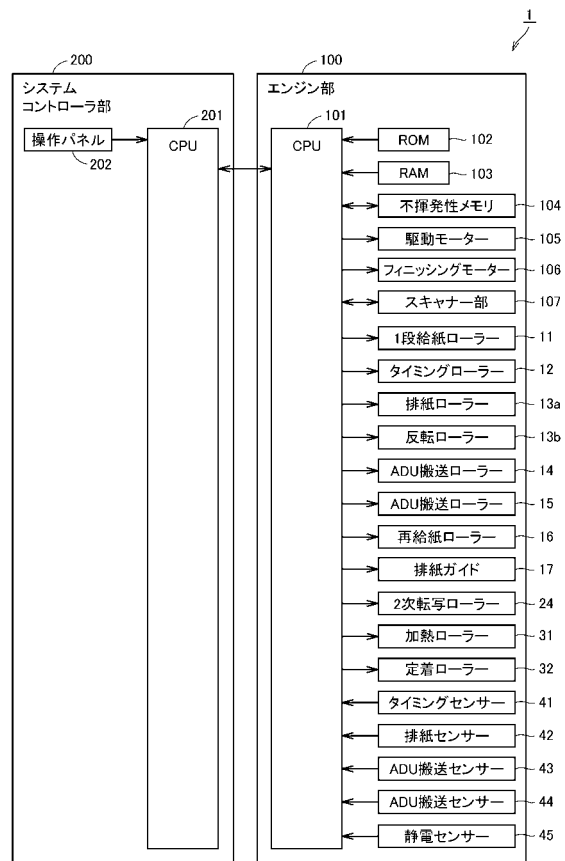 1
200
システム
コントローラ部
操作パネル
202
201
CPU
100
エンジン部
101
CPU
ROM 102
RAM 103
不揮発性メモリ 104
駆動モーター 105
フィニッシングモーター 106
スキャナー部 107
1段給紙ローラー 11
タイミングローラー 12
排紙ローラー 13a
反転ローラー 13b
ADU搬送ローラー 14
ADU搬送ローラー 15
再給紙ローラー 16
排紙ガイド 17
2次転写ローラー 24
加熱ローラー 31
定着ローラー 32
タイミングセンサー 41
排紙センサー 42
ADU搬送センサー 43
ADU搬送センサー 44
静電センサー 45